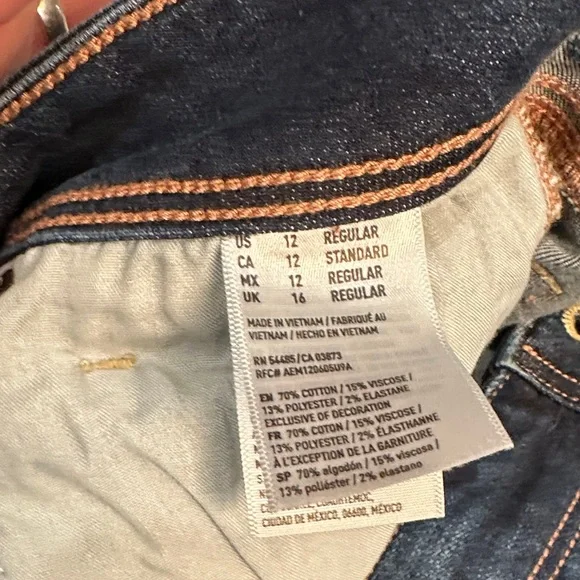 US 12 REGULAR
CA 12 STANDARD
MX 12 REGULAR
UK 16 REGULAR
MADE IN VIETNAM / FABRIQUÉ AU
VIETNAM / HECHO EN VIETNAM
RN 54485/CA 03873
RFC# AEM120605U9A
EN 70% COTTON / 15% VISCOSE /
13% POLYESTER / 2% ELASTANE
EXCLUSIVE OF DECORATION
FR 70% COTON / 15% VISCOSE /
13% POLYESTER / 2% ÉLASTHANNE
À L'EXCEPTION DE LA GARNITURE
SP 70% algodón / 15% viscosa /
13% poliéster / 2% elastano
CUAUHTEMOC,
CIUDAD DE MÉXICO, 06600, MÉXICO